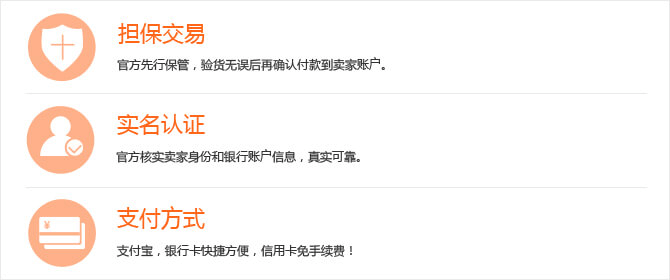 担保交易
官方先行保管，验货无误后再确认付款到卖家账户。
实名认证
官方核实卖家身份和银行账户信息，真实可靠。
¥
支付方式
支付宝，银行卡快捷方便，信用卡免手续费！